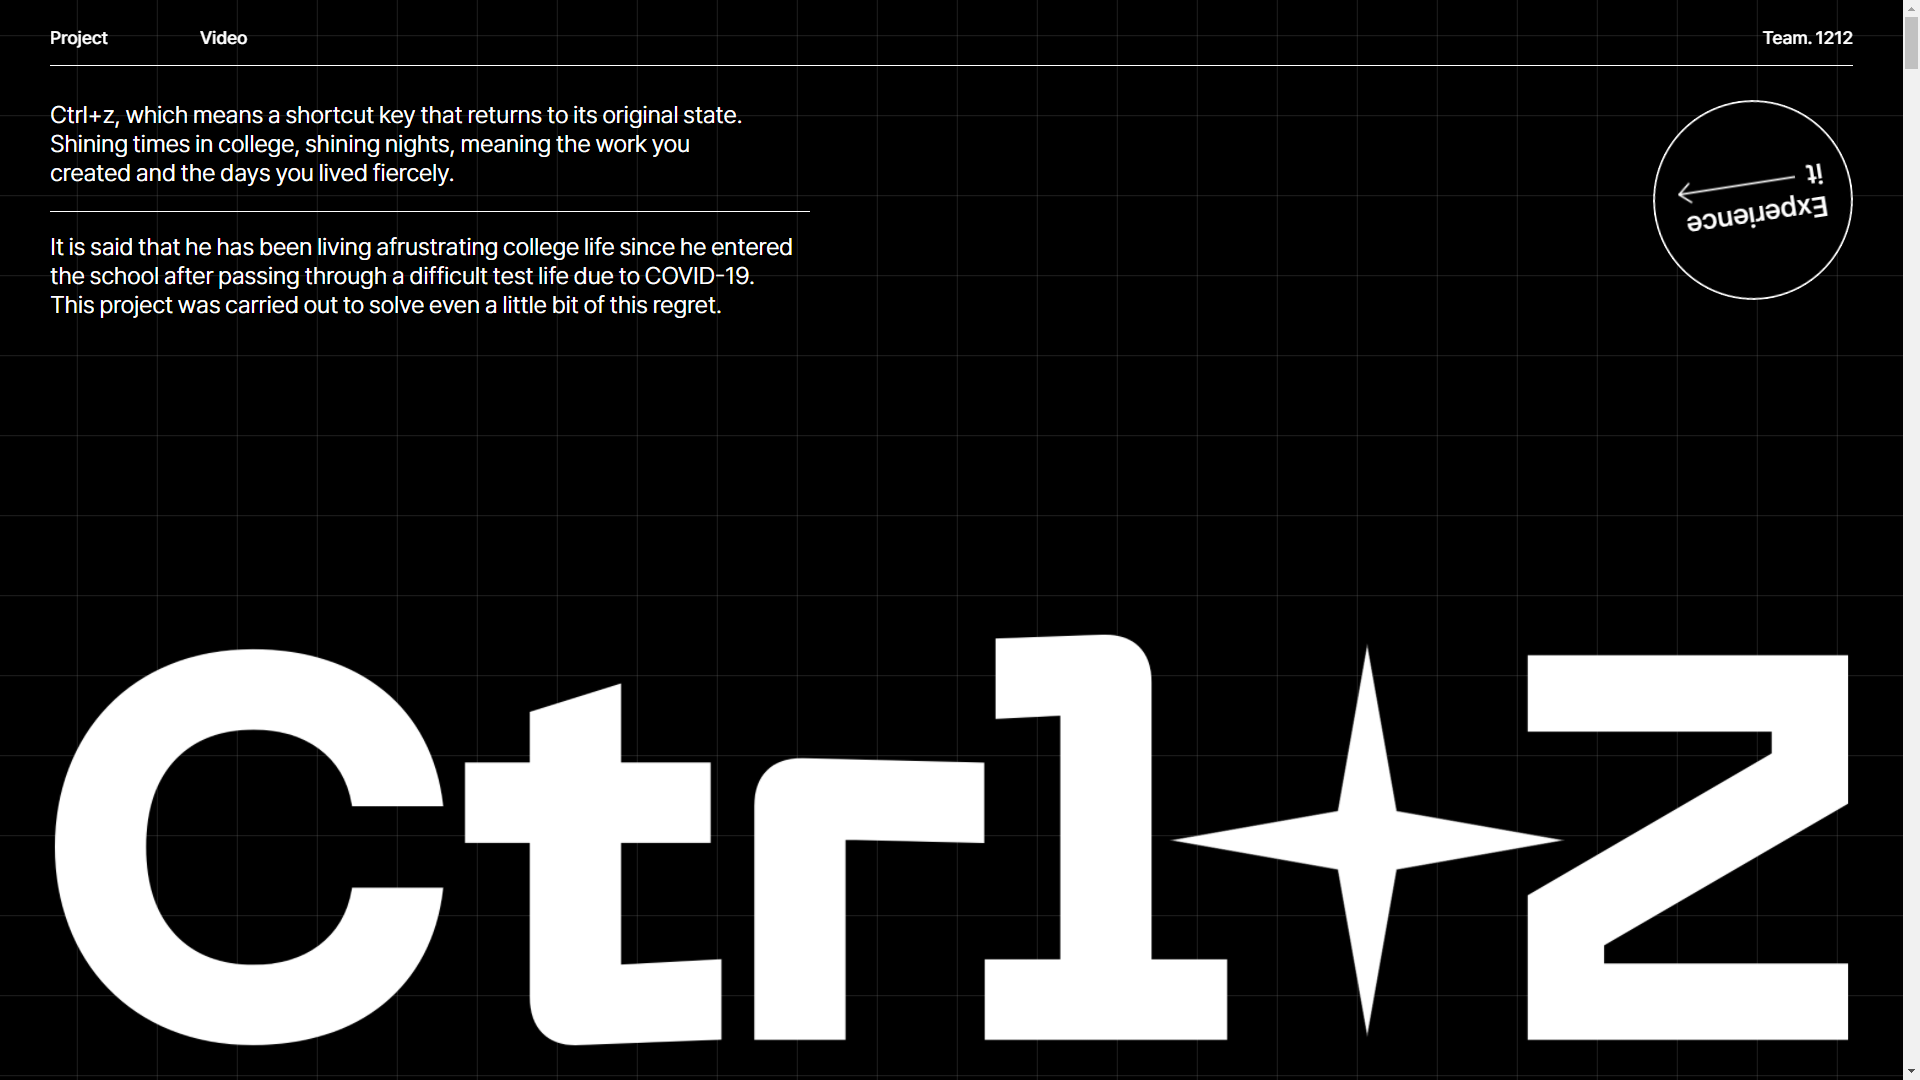 Project
Video
Team. 1212
Ctrl+z, which means a shortcut key that returns to its original state.
Shining times in college, shining nights, meaning the work you
created and the days you lived fiercely.
Experience
it
It is said that he has been living afrustrating college life since he entered
the school after passing through a difficult test life due to COVID-19.
This project was carried out to solve even a little bit of this regret.
Ctrl+Z